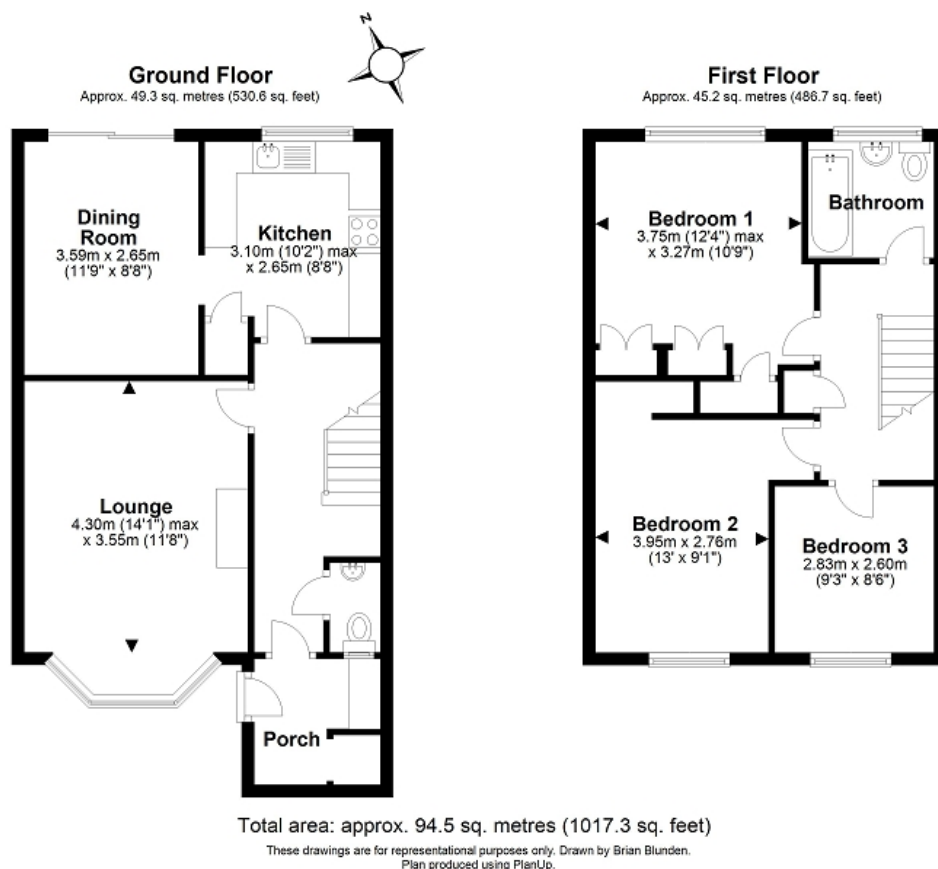 N
Ground Floor
Approx. 49.3 sq. metres (530.6 sq. feet)
Dining
Room
3.59m x 2.65m
(11'9" x 8'8")
Kitchen
3.10m (10'2") max
x 2.65m (8'8")
Lounge
4.30m (14'1") max
x 3.55m (11'8")
Porch
First Floor
Approx. 45.2 sq. metres (486.7 sq. feet)
Bedroom 1
3.75m (12'4") max
x 3.27m (10'9")
Bathroom
Bedroom 2
3.95m x 2.76m
(13' x 9'1")
Bedroom 3
2.83m x 2.60m
(9'3" x 8'6")
Total area: approx. 94.5 sq. metres (1017.3 sq. feet)
These drawings are for representational purposes only. Drawn by Brian Blunden.
Plan produced using PlanUp.